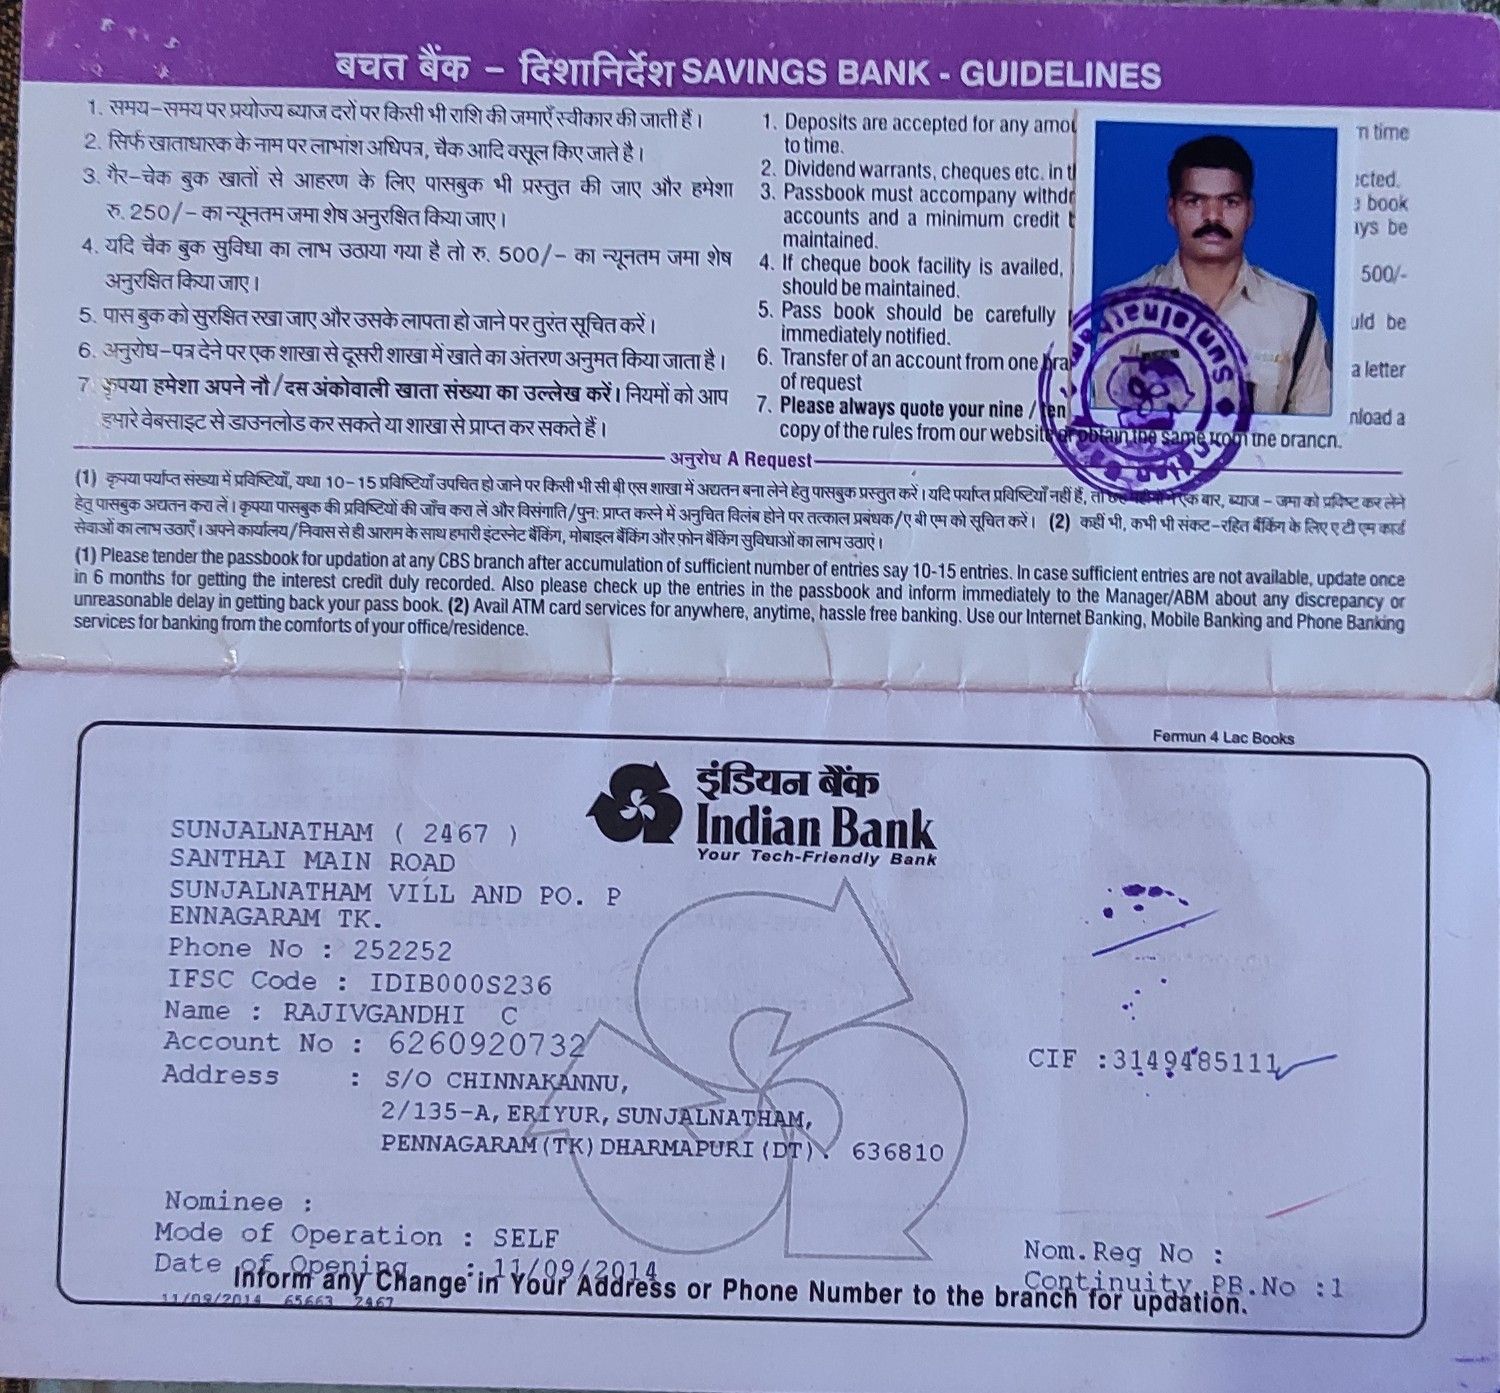 बचत बैंक - दिशानिर्देश SAVINGS BANK - GUIDELINES
1. समय-समय पर प्रयोज्य ब्याज दरों पर किसी भी राशि की जमाएँ स्वीकार की जाती हैं।
2. सिर्फ खाताधारक के नाम पर लाभांश अधिपत्र, चैक आदि वसूल किए जाते है।
3. गैर-चेक बुक खातों से आहरण के लिए पासबुक भी प्रस्तुत की जाए और हमेशा
रु. 250/- का न्यूनतम जमा शेष अनुरक्षित किया जाए।
4. यदि चैक बुक सुविधा का लाभ उठाया गया है तो रु. 500/- का न्यूनतम जमा शेष
अनुरक्षित किया जाए।
5. पास बुक को सुरक्षित रखा जाए और उसके लापता हो जाने पर तुरंत सूचित करें।
6. अनुरोध-पत्र देने पर एक शाखा से दूसरी शाखा में खाते का अंतरण अनुमत किया जाता है।
7. कृपया हमेशा अपने नौ/दस अंकोवाली खाता संख्या का उल्लेख करें। नियमों को आप
हमारे वेबसाइट से डाउनलोड कर सकते या शाखा से प्राप्त कर सकते हैं।
1. Deposits are accepted for any amou n time
to time.
2. Dividend warrants, cheques etc. in th ected.
3. Passbook must accompany withdr book
accounts and a minimum credit b ays be
maintained.
4. If cheque book facility is availed, 500/-
should be maintained.
5. Pass book should be carefully uld be
immediately notified.
6. Transfer of an account from one bra a letter
of request
7. Please always quote your nine / ten nload a
copy of the rules from our website or obtain the same from the branch.
Sunjalnatham
अनुरोध A Request
(1) कृपया पर्याप्त संख्या में प्रविष्टियाँ, यथा 10-15 प्रविष्टियाँ उपचित हो जाने पर किसी भी सी बी एस शाखा में अद्यतन बना लेने हेतु पासबुक प्रस्तुत करें। यदि पर्याप्त प्रविष्टियाँ नहीं हैं, तो छह महीनों में एक बार, ब्याज - जमा को प्रविष्ट कर लेने
हेतु पासबुक अद्यतन करा लें। कृपया पासबुक की प्रविष्टियों की जाँच करा लें और विसंगति/पुनः प्राप्त करने में अनुचित विलंब होने पर तत्काल प्रबंधक/ए बी एम को सूचित करें। (2) कहीं भी, कभी भी संकट-रहित बैंकिंग के लिए ए टी एम कार्ड
सेवाओं का लाभ उठाएँ। अपने कार्यालय/निवास से ही आराम के साथ हमारी इंटरनेट बैंकिंग, मोबाइल बैंकिंग और फोन बैंकिंग सुविधाओं का लाभ उठाएं।
(1) Please tender the passbook for updation at any CBS branch after accumulation of sufficient number of entries say 10-15 entries. In case sufficient entries are not available, update once
in 6 months for getting the interest credit duly recorded. Also please check up the entries in the passbook and inform immediately to the Manager/ABM about any discrepancy or
unreasonable delay in getting back your pass book. (2) Avail ATM card services for anywhere, anytime, hassle free banking. Use our Internet Banking, Mobile Banking and Phone Banking
services for banking from the comforts of your office/residence.
Fermun 4 Lac Books
इंडियन बैंक
Indian Bank
Your Tech-Friendly Bank
SUNJALNATHAM ( 2467 )
SANTHAI MAIN ROAD
SUNJALNATHAM VILL AND PO. P
ENNAGARAM TK.
Phone No : 252252
IFSC Code : IDIB000S236
Name : RAJIVGANDHI C
Account No : 6260920732
CIF :3149485111
Address : S/O CHINNAKANNU,
2/135-A, ERIYUR, SUNJALNATHAM,
PENNAGARAM(TK) DHARMAPURI(DT). 636810
Nominee :
Mode of Operation : SELF
Nom.Reg No :
Date of Opening : 11/09/2014
Continuity PB.No :1
Inform any Change in Your Address or Phone Number to the branch for updation.
11/09/2014 65663 2467